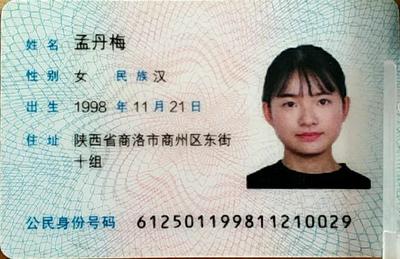 姓名 孟丹梅
性别 女 民族 汉
出生 1998 年 11 月 21 日
住址 陕西省商洛市商州区东街
十组
公民身份号码 612501199811210029